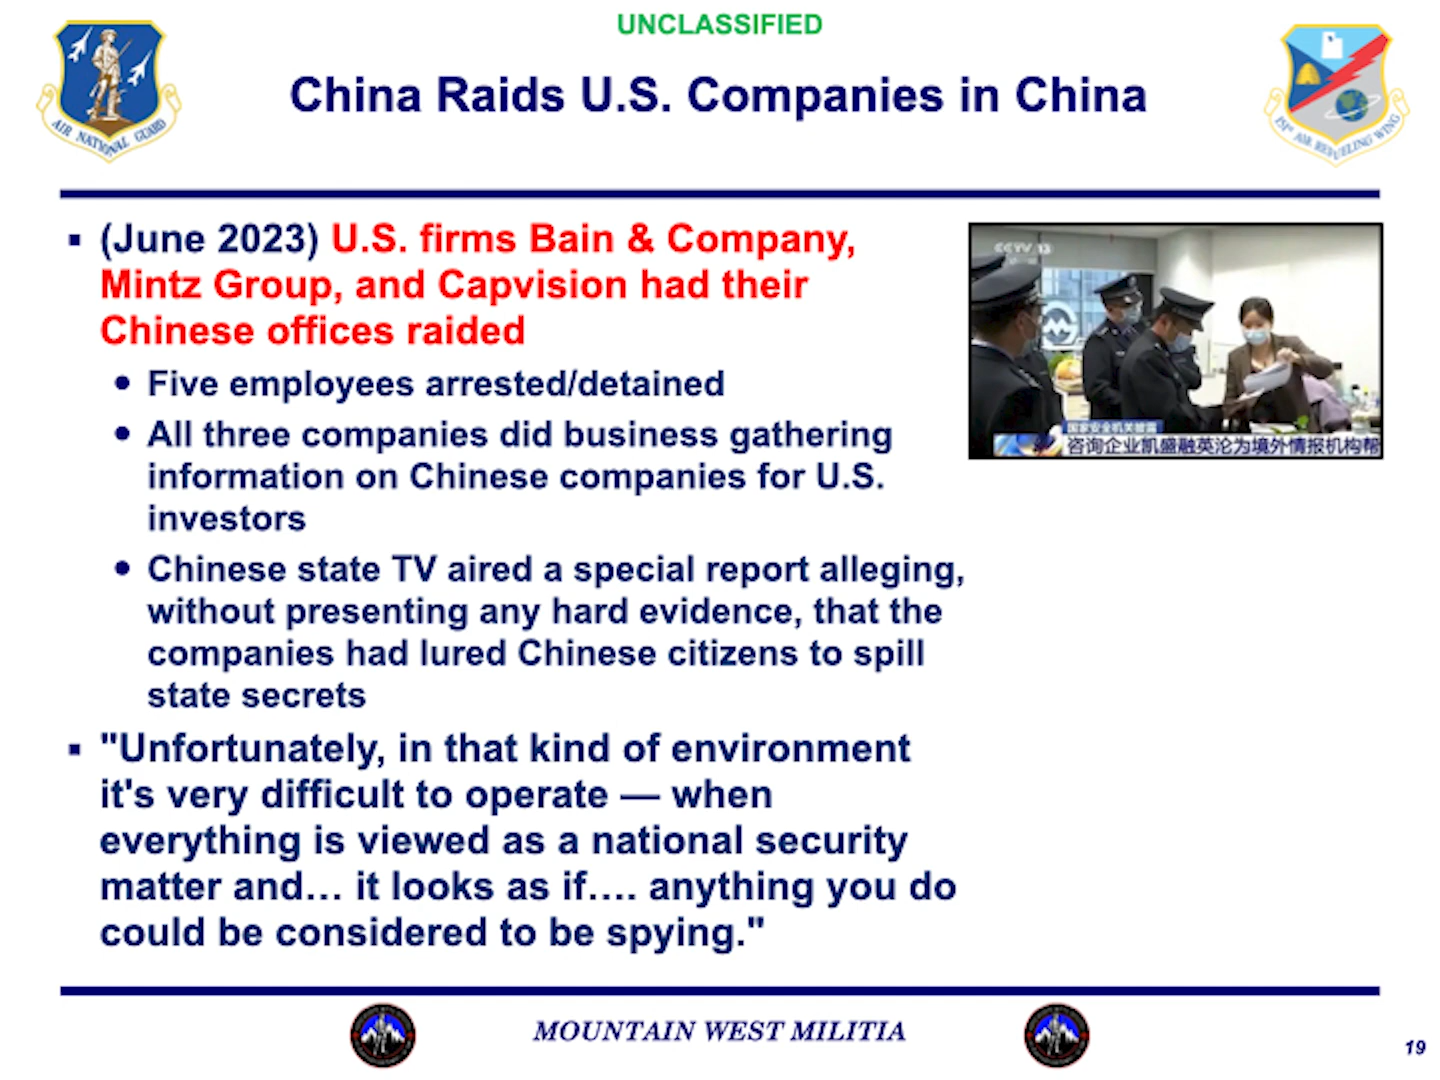 UNCLASSIFIED
China Raids U.S. Companies in China
AIR NATIONAL GUARD
151st AIR REFUELING WING
▪ (June 2023) U.S. firms Bain & Company,
Mintz Group, and Capvision had their
Chinese offices raided
• Five employees arrested/detained
• All three companies did business gathering
information on Chinese companies for U.S.
investors
• Chinese state TV aired a special report alleging,
without presenting any hard evidence, that the
companies had lured Chinese citizens to spill
state secrets
▪ "Unfortunately, in that kind of environment
it's very difficult to operate — when
everything is viewed as a national security
matter and… it looks as if…. anything you do
could be considered to be spying."
CCTV 13
国家安全机关披露
咨询企业凯盛融英沦为境外情报机构帮
MOUNTAIN WEST MILITIA
19